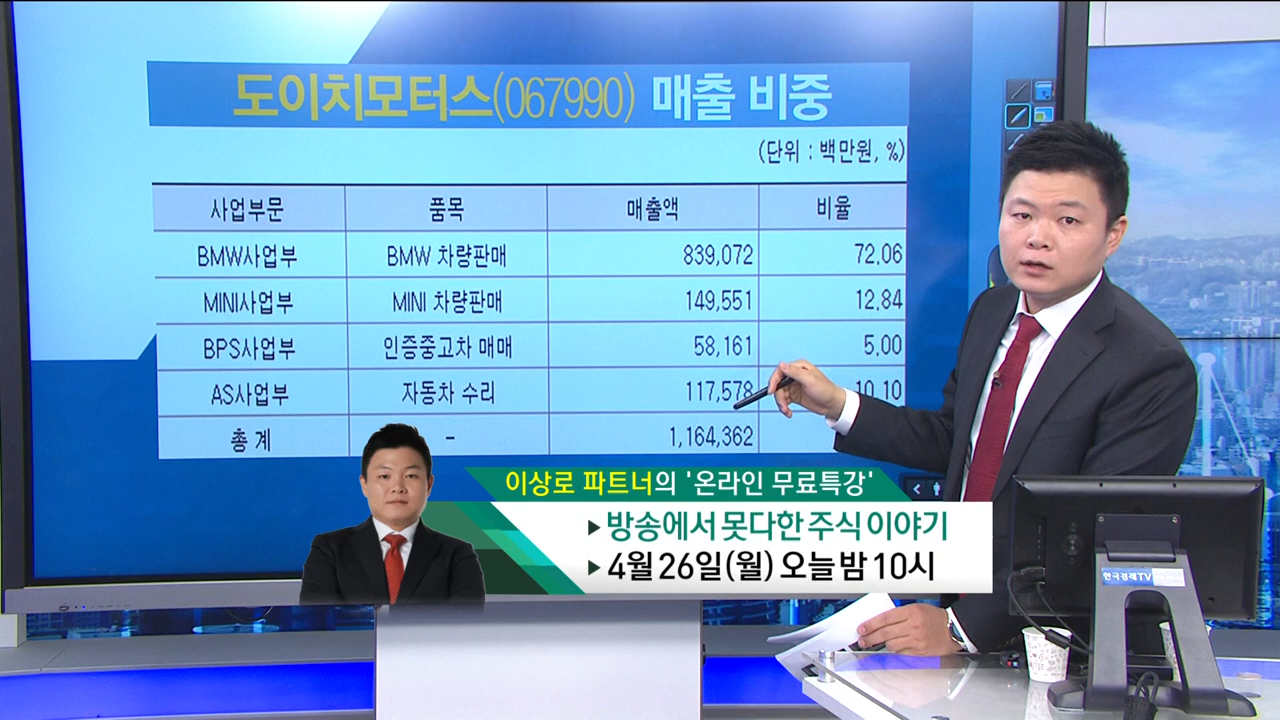 도이치모터스(067990) 매출 비중
(단위 : 백만원, %)
사업부문 품목 매출액 비율
BMW사업부 BMW 차량판매 839,072 72.06
MINI사업부 MINI 차량판매 149,551 12.84
BPS사업부 인증중고차 매매 58,161 5.00
AS사업부 자동차 수리 117,578 10.10
총 계 - 1,164,362
이상로 파트너의 '온라인 무료특강'
▶방송에서 못다한 주식 이야기
▶4월 26일(월) 오늘 밤 10시
한국경제TV